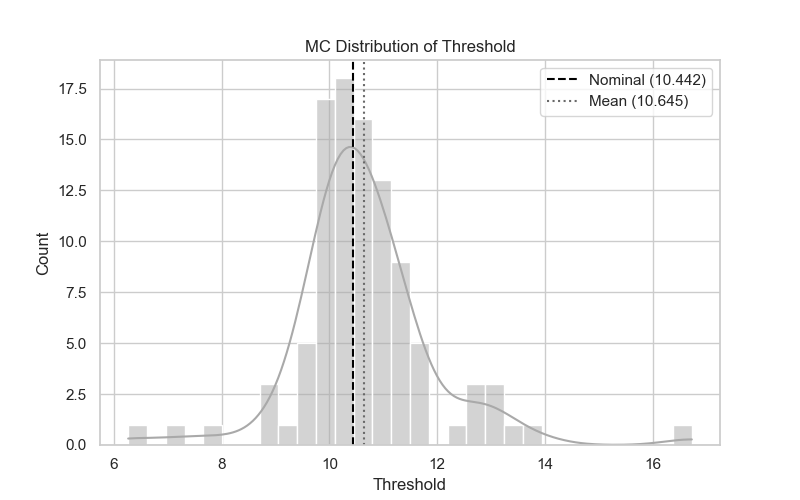 MC Distribution of Threshold
Nominal (10.442)
Mean (10.645)
17.5
15.0
12.5
10.0
7.5
5.0
2.5
0.0
Count
6 8 10 12 14 16
Threshold